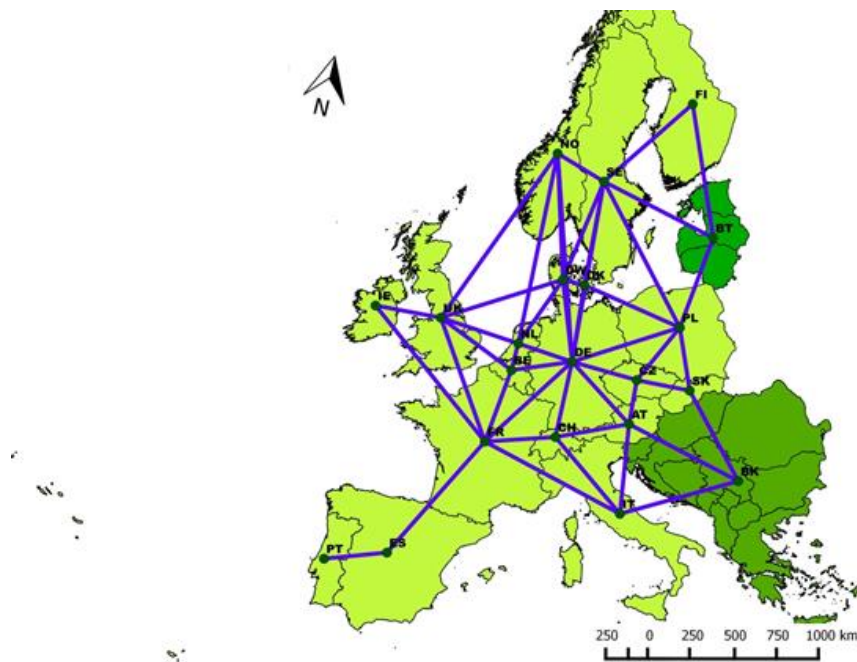 FI
NO
SE
BT
DW
DK
IE
UK
PL
NL
BE
DE
CZ
SK
AT
FR
CH
BK
IT
PT
ES
N
250 0 250 500 750 1000 km